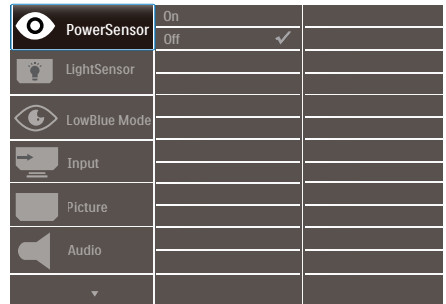 PowerSensor
On
Off
LightSensor
LowBlue Mode
Input
Picture
Audio